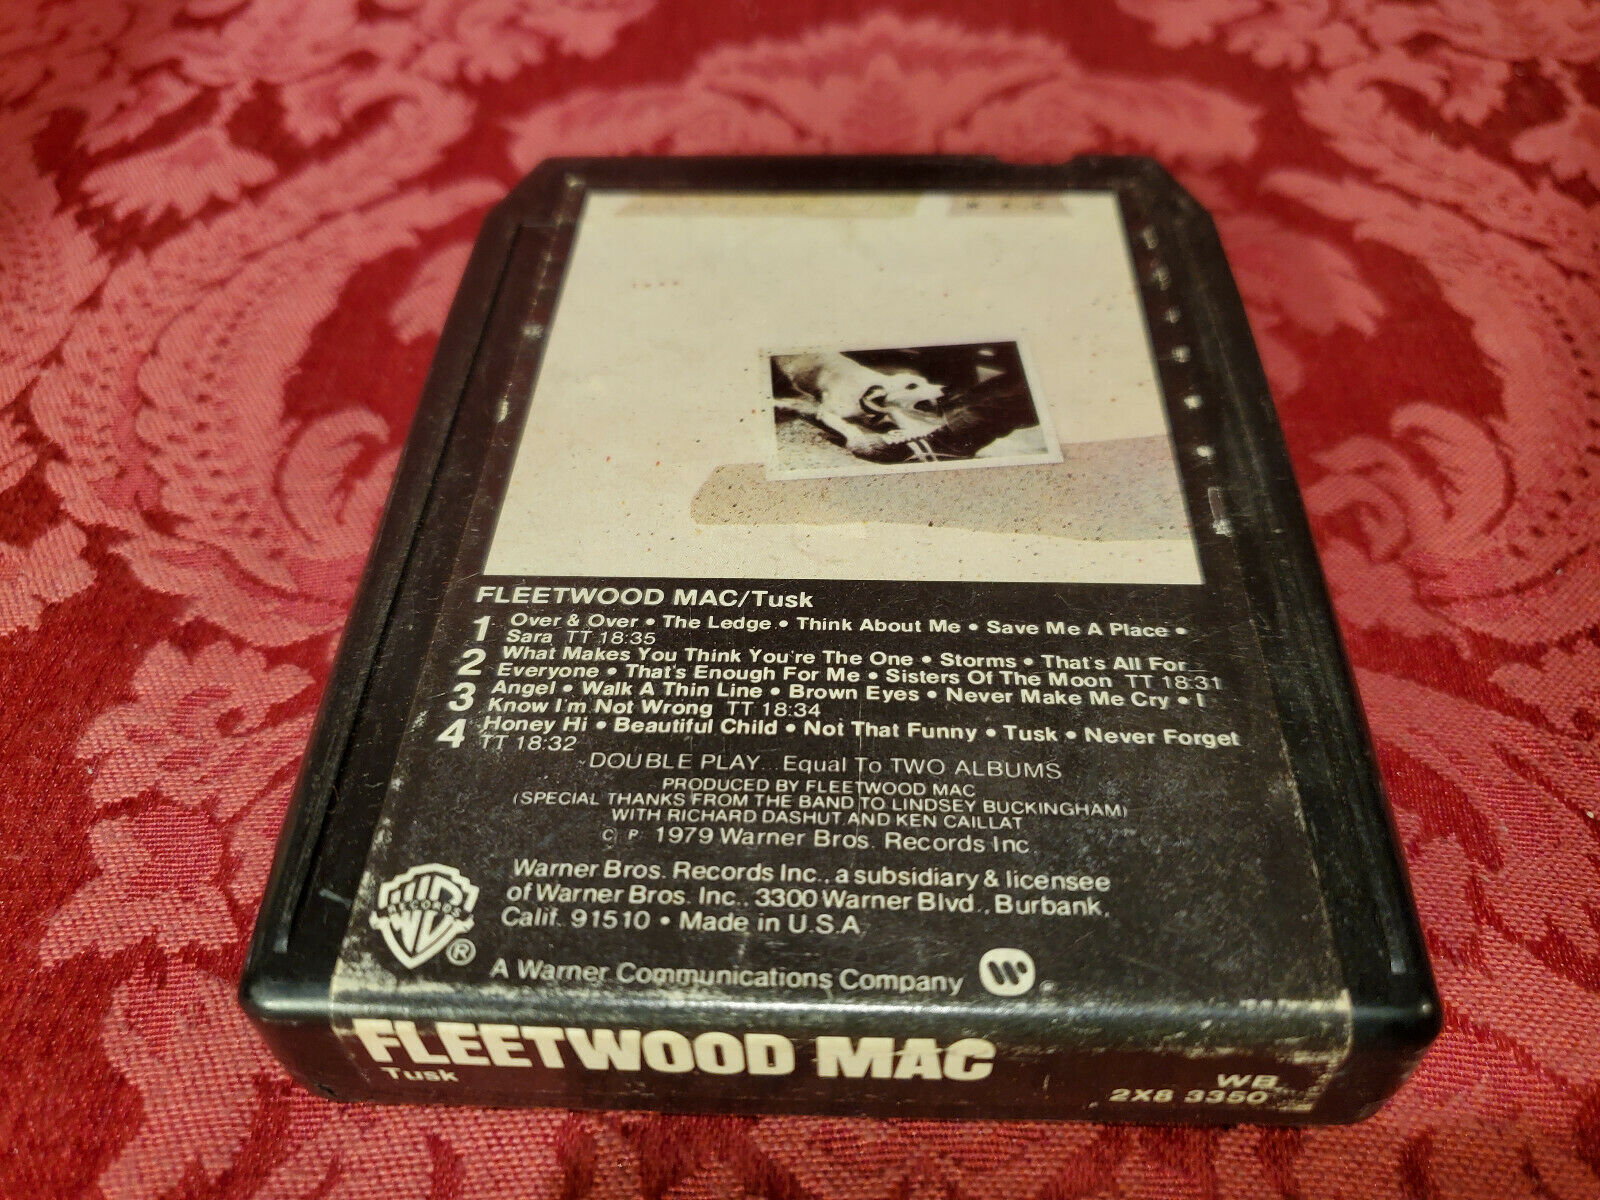 FLEETWOOD MAC/Tusk
1 Over & Over • The Ledge • Think About Me • Save Me A Place •
Sara TT 18:35
2 What Makes You Think You're The One • Storms • That's All For
Everyone • That's Enough For Me • Sisters Of The Moon TT 18:31
3 Angel • Walk A Thin Line • Brown Eyes • Never Make Me Cry • I
Know I'm Not Wrong TT 18:34
4 Honey Hi • Beautiful Child • Not That Funny • Tusk • Never Forget
TT 18:32
DOUBLE PLAY...Equal To TWO ALBUMS
PRODUCED BY FLEETWOOD MAC
(SPECIAL THANKS FROM THE BAND TO LINDSEY BUCKINGHAM)
WITH RICHARD DASHUT AND KEN CAILLAT
C P 1979 Warner Bros. Records Inc.
Warner Bros. Records Inc., a subsidiary & licensee
of Warner Bros. Inc., 3300 Warner Blvd., Burbank,
Calif. 91510 • Made in U.S.A.
WB RECORDS ®
A Warner Communications Company
FLEETWOOD MAC
Tusk
WB
2X8 3350